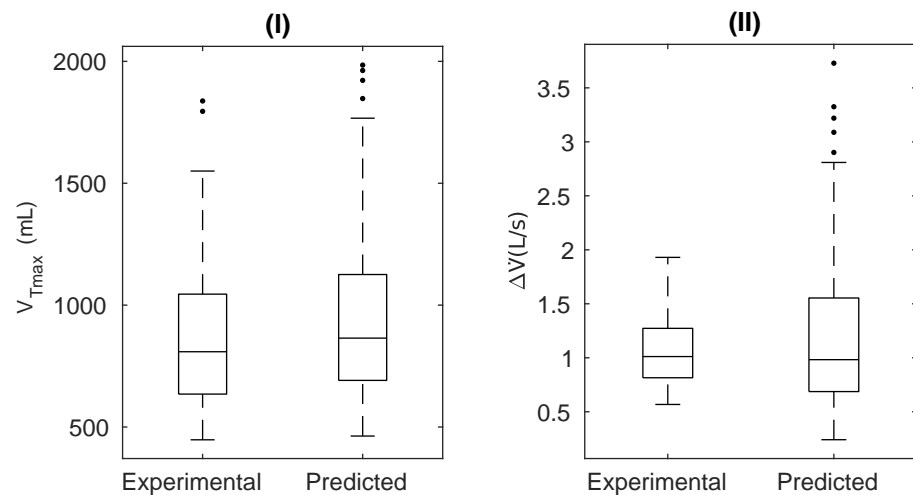 (I)
V_Tmax (mL)
2000
1500
1000
500
Experimental
Predicted
(II)
ΔV̇(L/s)
3.5
3
2.5
2
1.5
1
0.5
Experimental
Predicted